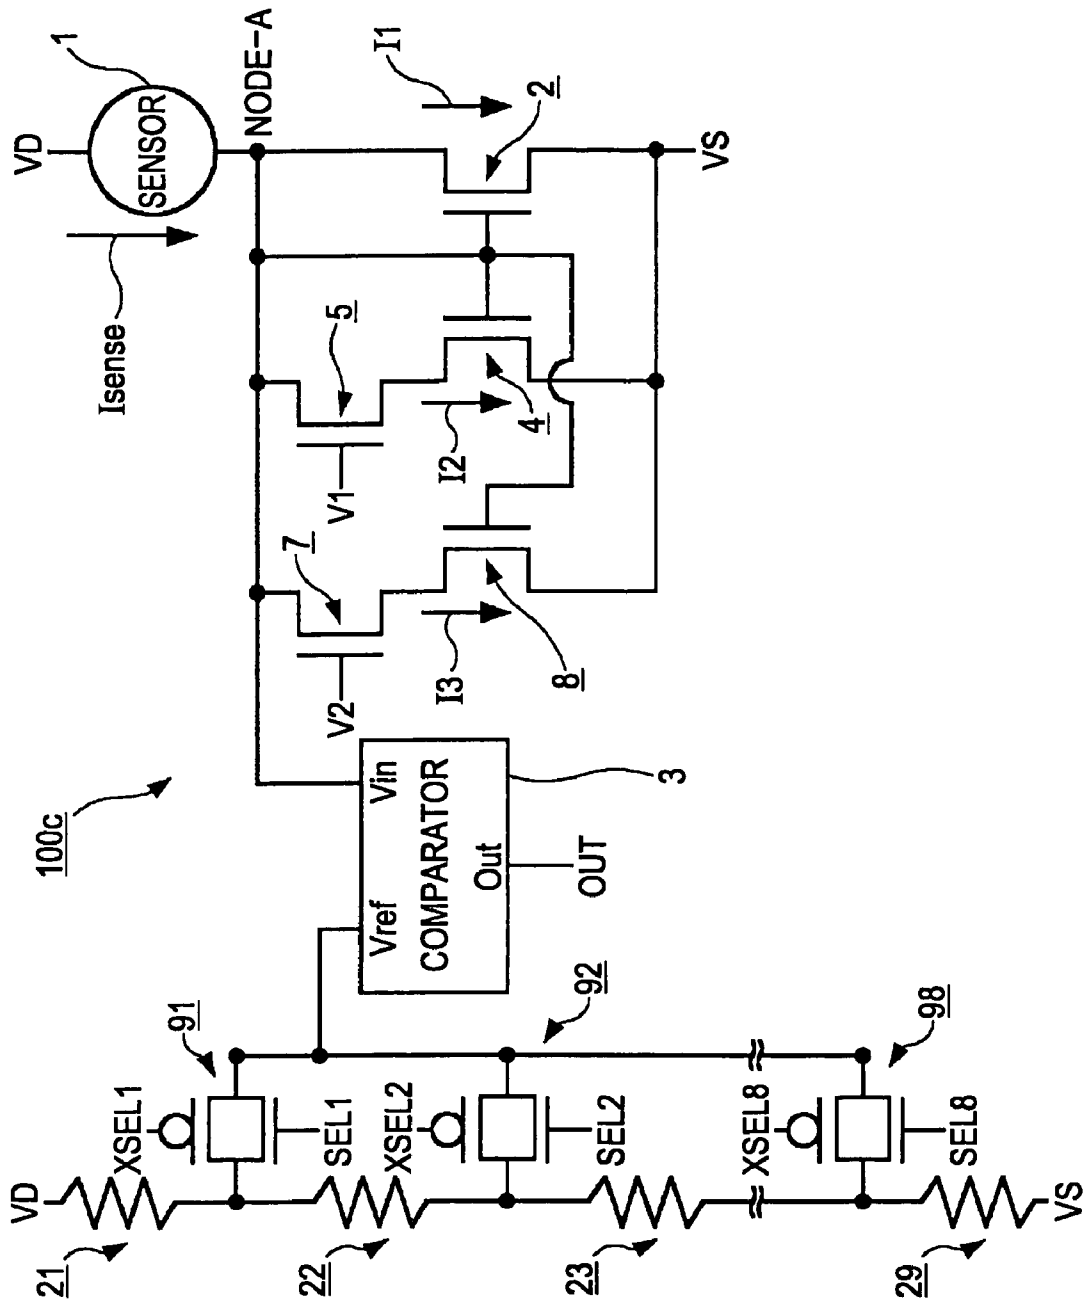 100c
VD
SENSOR
1
Isense
NODE-A
I1
2
VS
5
V1
I2
4
7
V2
I3
8
Vin
Vref
COMPARATOR
Out
OUT
3
VD
21
XSEL1
91
SEL1
22
XSEL2
92
SEL2
23
XSEL8
98
SEL8
29
VS